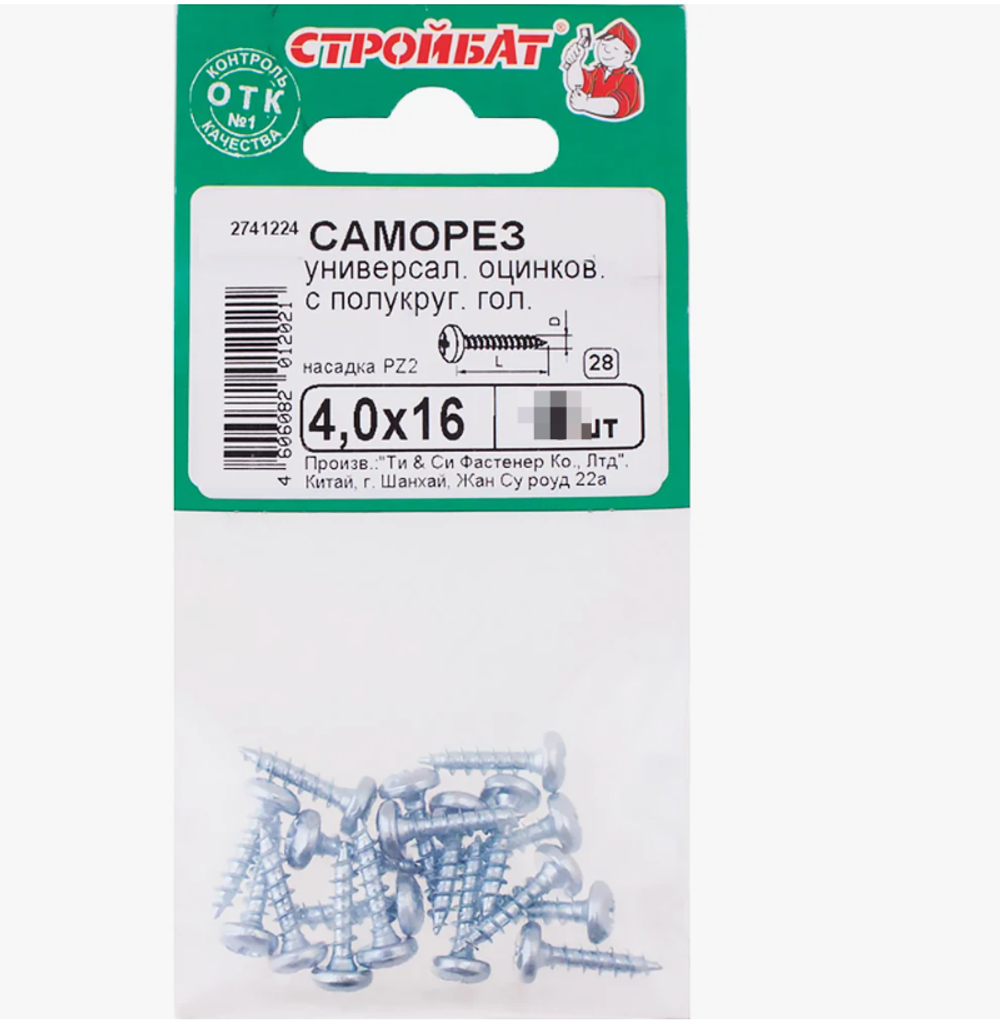 СТРОЙБАТ®
КОНТРОЛЬ
ОТК
№1
КАЧЕСТВА
2741224 САМОРЕЗ
универсал. оцинков.
с полукруг. гол.
D
L
насадка PZ2
28
4,0х16
шт
Произв.:"Ти & Си Фастенер Ко., Лтд".
Китай, г. Шанхай, Жан Су роуд 22а
4 606082 012021